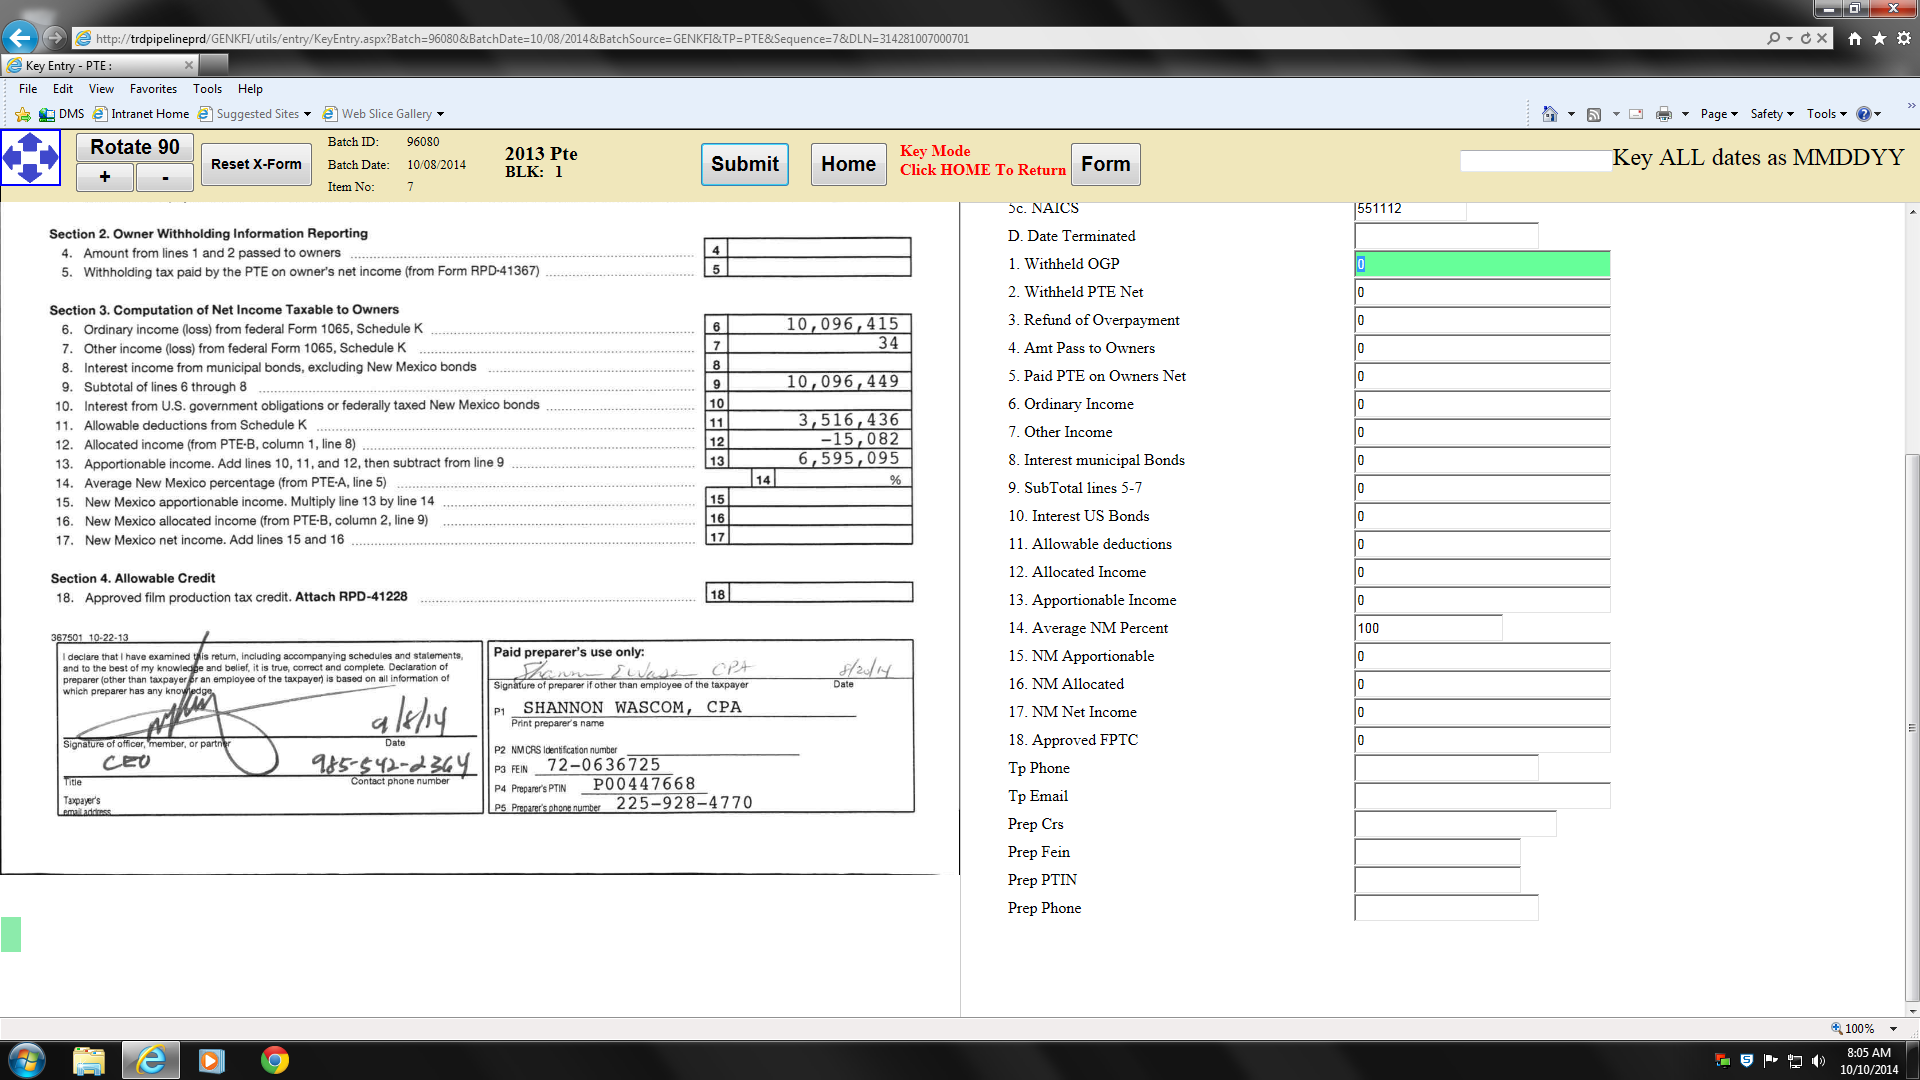 http://trdpipelineprd/GENKFI/utils/entry/KeyEntry.aspx?Batch=96080&BatchDate=10/08/2014&BatchSource=GENKFI&TP=PTE&Sequence=7&DLN=314281007000701
Key Entry - PTE :
File Edit View Favorites Tools Help
DMS Intranet Home Suggested Sites Web Slice Gallery Page Safety Tools
Rotate 90
+ -
Reset X-Form
Batch ID: 96080
Batch Date: 10/08/2014
Item No: 7
2013 Pte
BLK: 1
Submit
Home
Key Mode
Click HOME To Return
Form
Key ALL dates as MMDDYY
Section 2. Owner Withholding Information Reporting
4. Amount from lines 1 and 2 passed to owners 4
5. Withholding tax paid by the PTE on owner's net income (from Form RPD-41367) 5
Section 3. Computation of Net Income Taxable to Owners
6. Ordinary income (loss) from federal Form 1065, Schedule K 6 10,096,415
7. Other income (loss) from federal Form 1065, Schedule K 7 34
8. Interest income from municipal bonds, excluding New Mexico bonds 8
9. Subtotal of lines 6 through 8 9 10,096,449
10. Interest from U.S. government obligations or federally taxed New Mexico bonds 10
11. Allowable deductions from Schedule K 11 3,516,436
12. Allocated income (from PTE-B, column 1, line 8) 12 -15,082
13. Apportionable income. Add lines 10, 11, and 12, then subtract from line 9 13 6,595,095
14. Average New Mexico percentage (from PTE-A, line 5) 14 %
15. New Mexico apportionable income. Multiply line 13 by line 14 15
16. New Mexico allocated income (from PTE-B, column 2, line 9) 16
17. New Mexico net income. Add lines 15 and 16 17
Section 4. Allowable Credit
18. Approved film production tax credit. Attach RPD-41228 18
367501 10-22-13
I declare that I have examined this return, including accompanying schedules and statements,
and to the best of my knowledge and belief, it is true, correct and complete. Declaration of
preparer (other than taxpayer or an employee of the taxpayer) is based on all information of
which preparer has any knowledge.
9/8/14
Signature of officer, member, or partner Date
CEO 985-542-2364
Title Contact phone number
Taxpayer's
email address
Paid preparer's use only:
Shannon E Wascom CPA 8/20/14
Signature of preparer if other than employee of the taxpayer Date
P1 SHANNON WASCOM, CPA
Print preparer's name
P2 NM CRS Identification number
P3 FEIN 72-0636725
P4 Preparer's PTIN P00447668
P5 Preparer's phone number 225-928-4770
5c. NAICS 551112
D. Date Terminated
1. Withheld OGP 0
2. Withheld PTE Net 0
3. Refund of Overpayment 0
4. Amt Pass to Owners 0
5. Paid PTE on Owners Net 0
6. Ordinary Income 0
7. Other Income 0
8. Interest municipal Bonds 0
9. SubTotal lines 5-7 0
10. Interest US Bonds 0
11. Allowable deductions 0
12. Allocated Income 0
13. Apportionable Income 0
14. Average NM Percent 100
15. NM Apportionable 0
16. NM Allocated 0
17. NM Net Income 0
18. Approved FPTC 0
Tp Phone
Tp Email
Prep Crs
Prep Fein
Prep PTIN
Prep Phone
100%
8:05 AM
10/10/2014